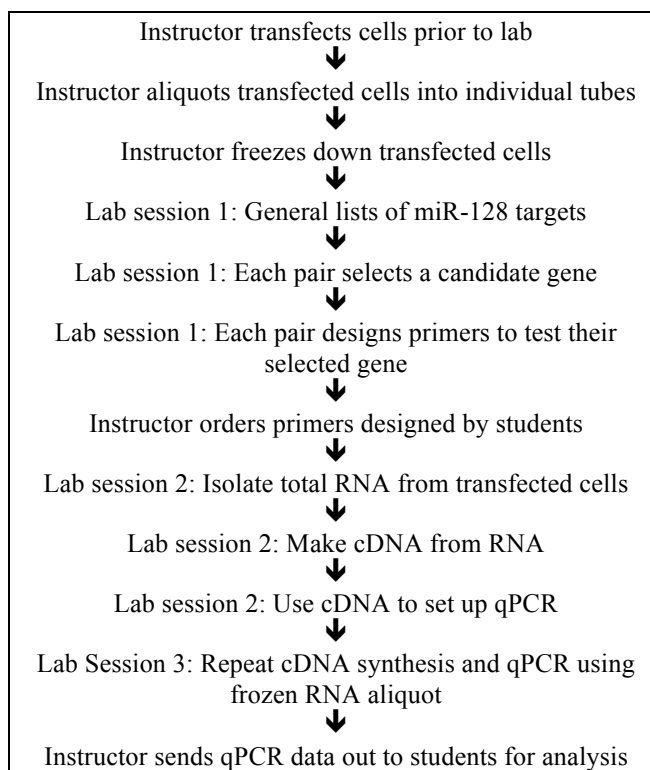 Instructor transfects cells prior to lab
Instructor aliquots transfected cells into individual tubes
Instructor freezes down transfected cells
Lab session 1: General lists of miR-128 targets
Lab session 1: Each pair selects a candidate gene
Lab session 1: Each pair designs primers to test their
selected gene
Instructor orders primers designed by students
Lab session 2: Isolate total RNA from transfected cells
Lab session 2: Make cDNA from RNA
Lab session 2: Use cDNA to set up qPCR
Lab Session 3: Repeat cDNA synthesis and qPCR using
frozen RNA aliquot
Instructor sends qPCR data out to students for analysis